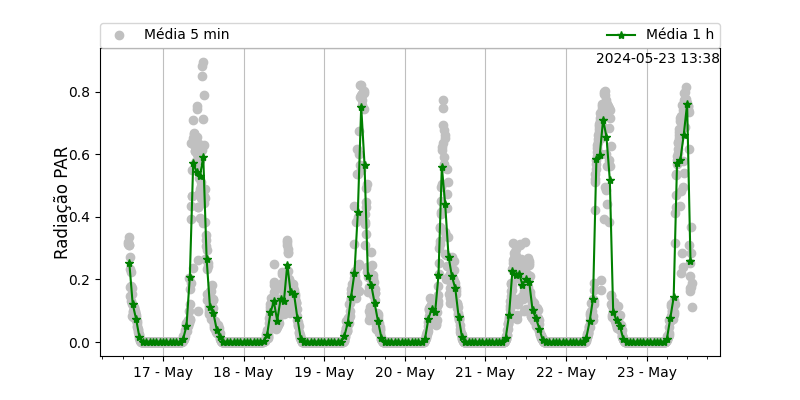 Média 5 min
Média 1 h
2024-05-23 13:38
Radiação PAR
0.8
0.6
0.4
0.2
0.0
17 - May
18 - May
19 - May
20 - May
21 - May
22 - May
23 - May